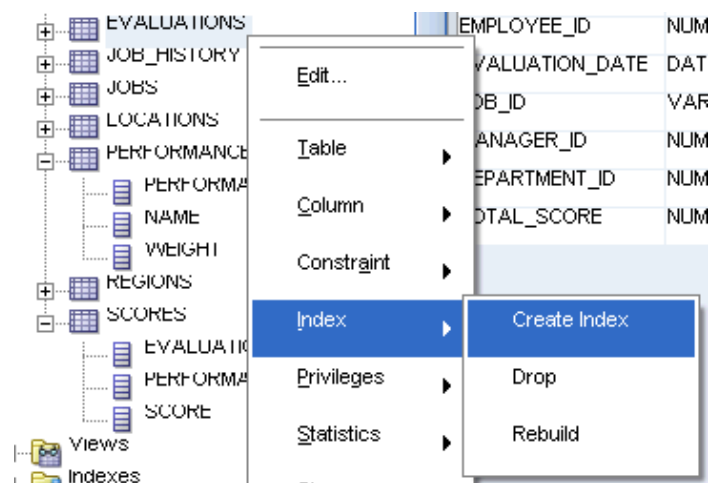 EVALUATIONS
JOB_HISTORY
JOBS
LOCATIONS
PERFORMANCE
PERFORMA
NAME
WEIGHT
REGIONS
SCORES
EVALUATIO
PERFORMA
SCORE
Views
Indexes
Edit...
Table
Column
Constraint
Index
Privileges
Statistics
Create Index
Drop
Rebuild
EMPLOYEE_ID NUM
VALUATION_DATE DAT
OB_ID VAR
ANAGER_ID NUM
EPARTMENT_ID NUM
OTAL_SCORE NUM